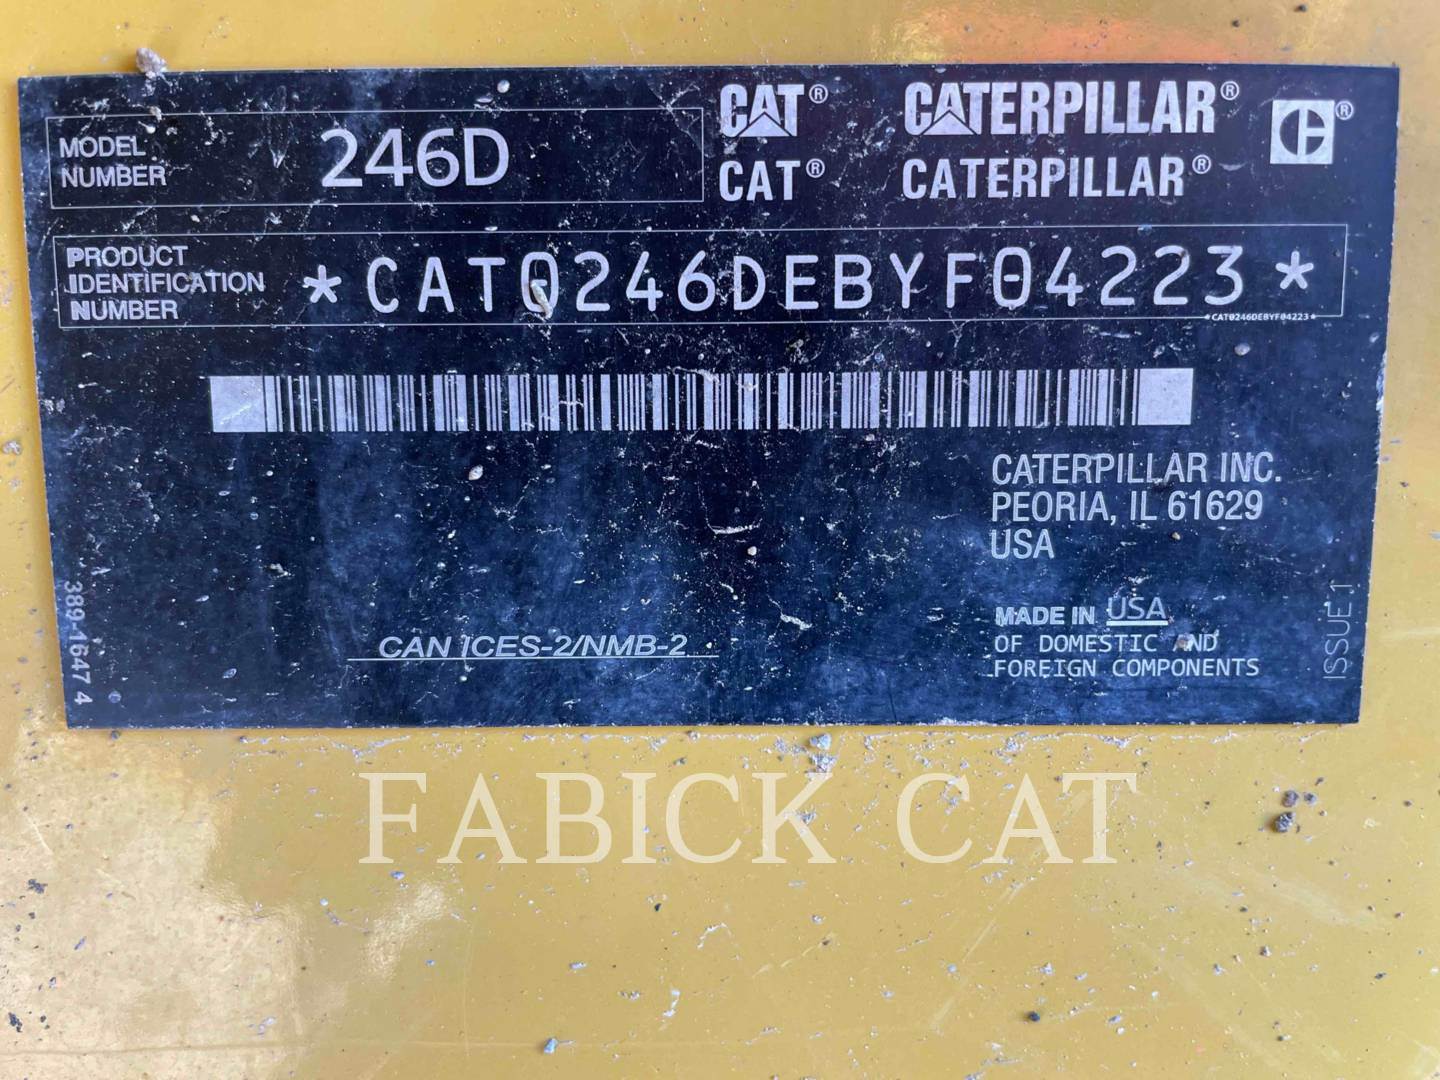 MODEL
NUMBER
246D
CAT® CATERPILLAR® ®
CAT® CATERPILLAR®
PRODUCT
IDENTIFICATION
NUMBER
*CAT0246DEBYF04223*
*CAT0246DEBYF04223*
CATERPILLAR INC.
PEORIA, IL 61629
USA
MADE IN USA
OF DOMESTIC AND
FOREIGN COMPONENTS
CAN ICES-2/NMB-2
389-1647 4
ISSUE 1
FABICK CAT